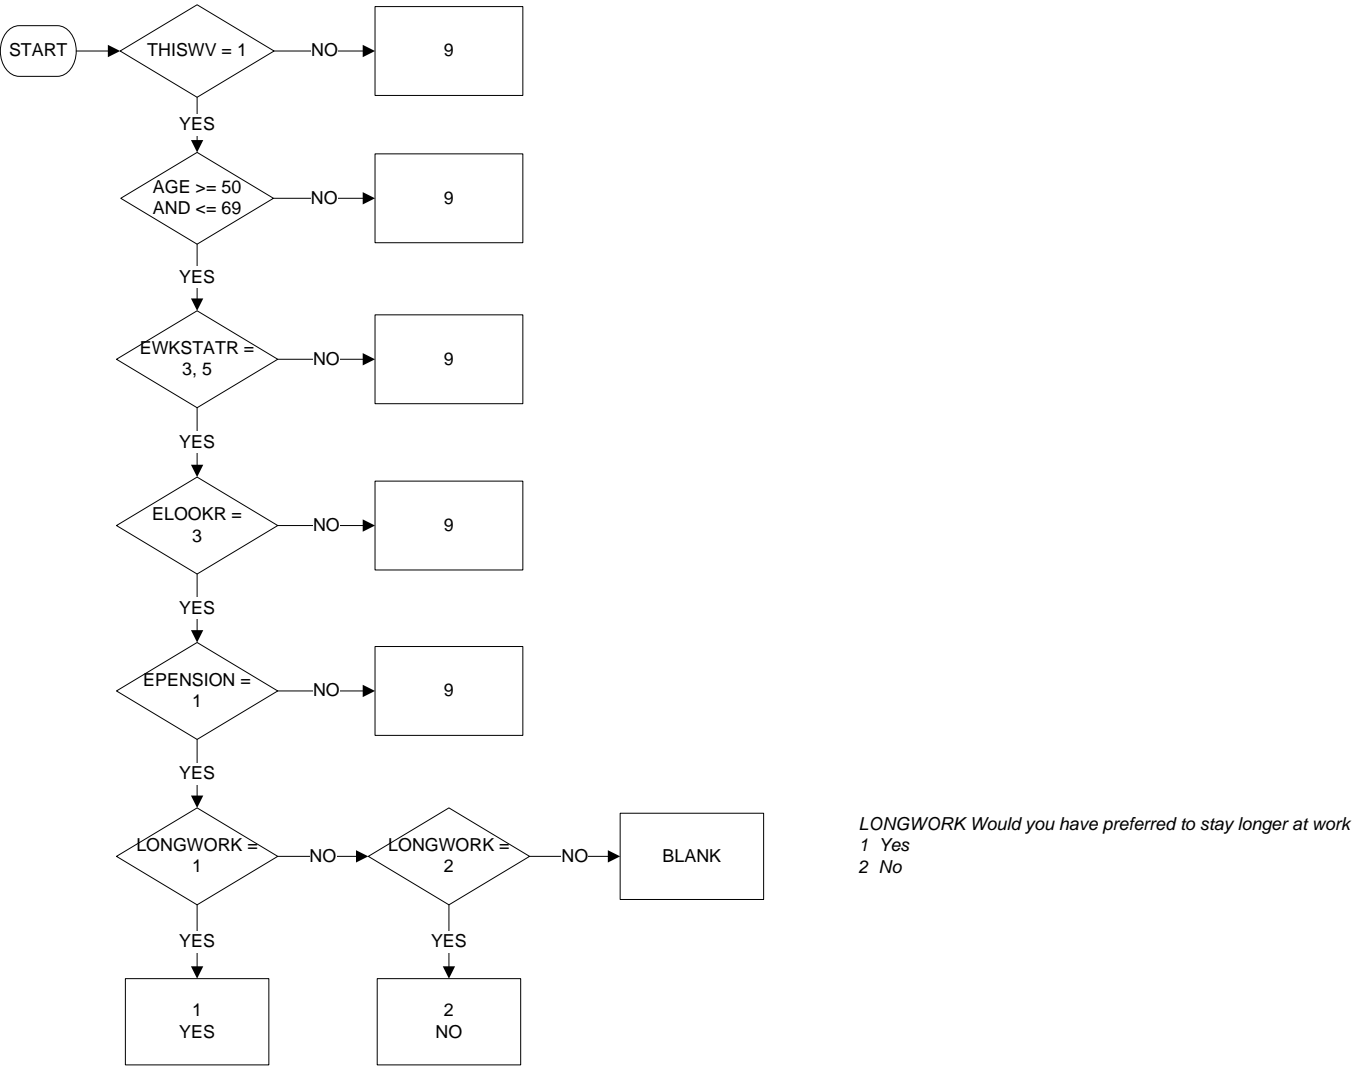 START
THISWV = 1
NO
9
YES
AGE >= 50
AND <= 69
NO
9
YES
EWKSTATR =
3, 5
NO
9
YES
ELOOKR =
3
NO
9
YES
EPENSION =
1
NO
9
YES
LONGWORK =
1
NO
LONGWORK =
2
NO
BLANK
LONGWORK Would you have preferred to stay longer at work
1 Yes
2 No
YES
YES
1
YES
2
NO